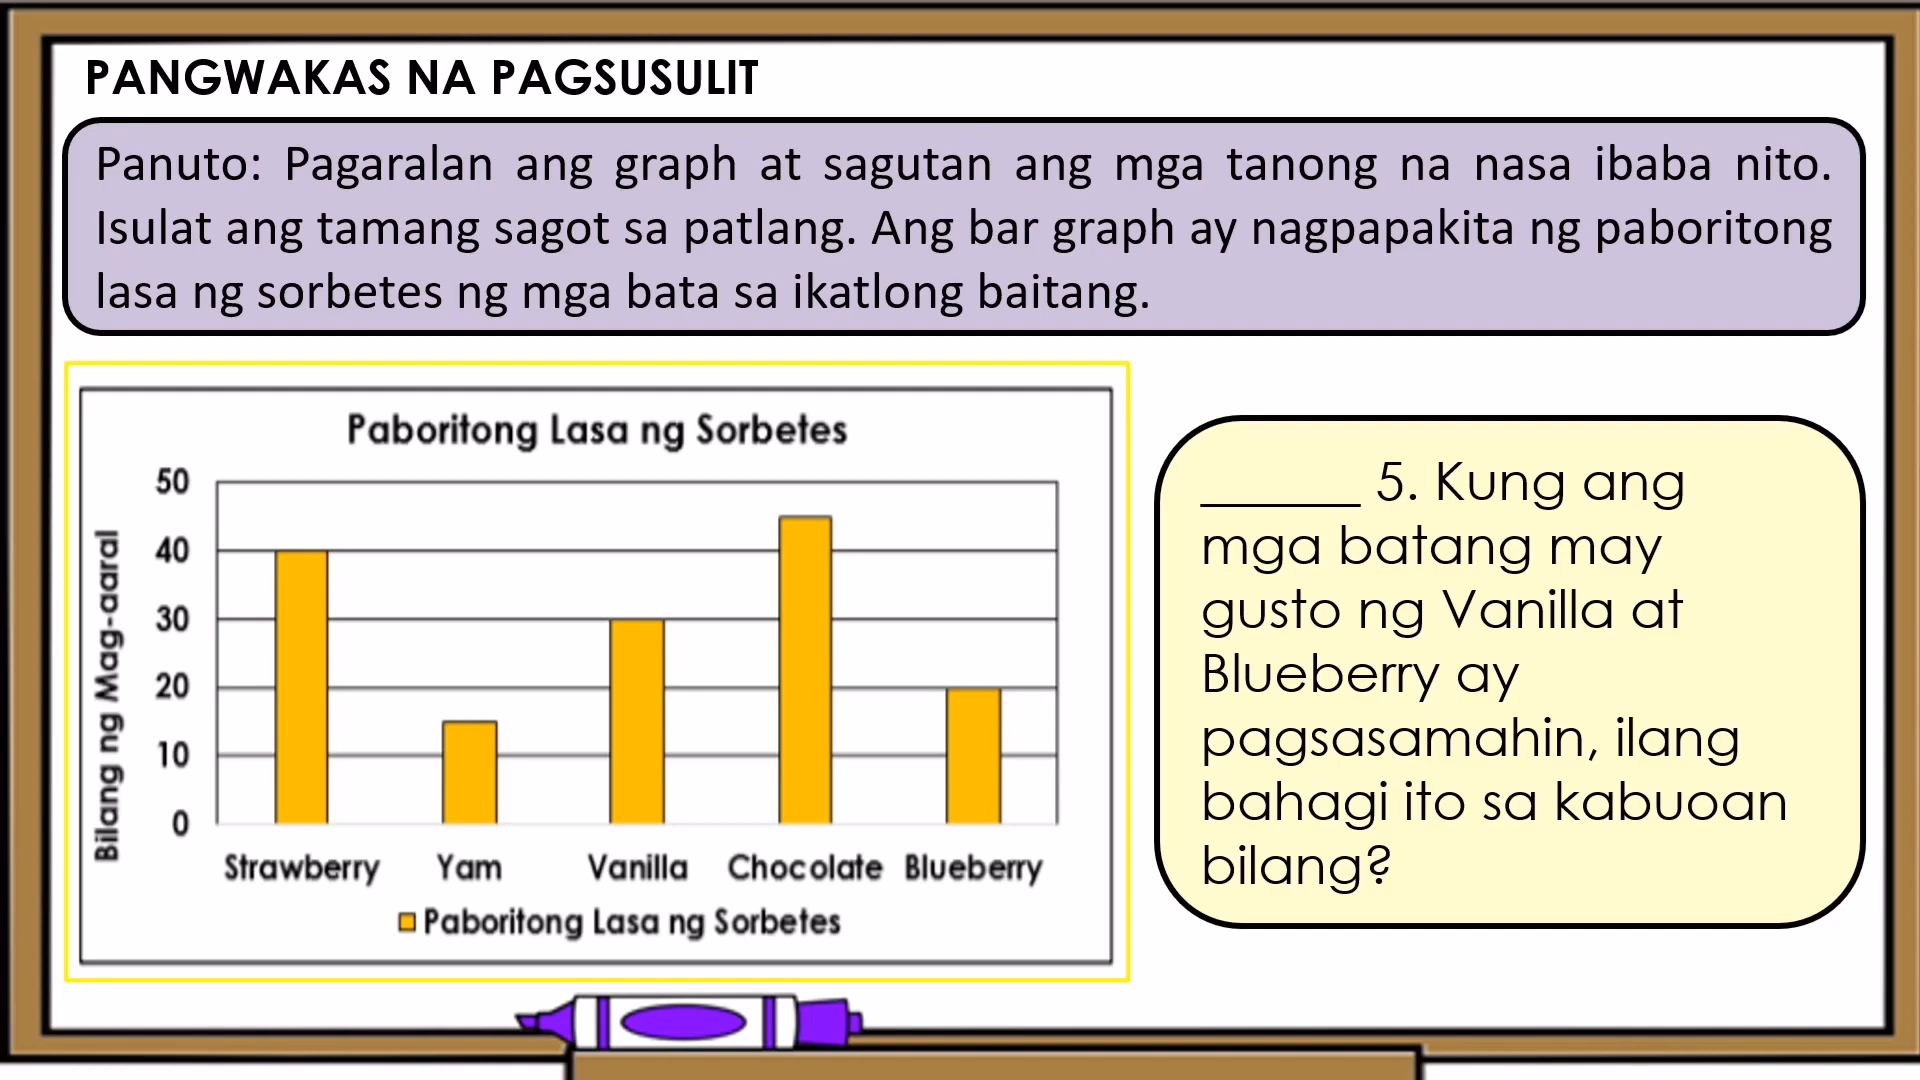 PANGWAKAS NA PAGSUSULIT
Panuto: Pagaralan ang graph at sagutan ang mga tanong na nasa ibaba nito.
Isulat ang tamang sagot sa patlang. Ang bar graph ay nagpapakita ng paboritong
lasa ng sorbetes ng mga bata sa ikatlong baitang.
Paboritong Lasa ng Sorbetes
Bilang ng Mag-aaral
50
40
30
20
10
0
Strawberry Yam Vanilla Chocolate Blueberry
Paboritong Lasa ng Sorbetes
______ 5. Kung ang
mga batang may
gusto ng Vanilla at
Blueberry ay
pagsasamahin, ilang
bahagi ito sa kabuoan
bilang?